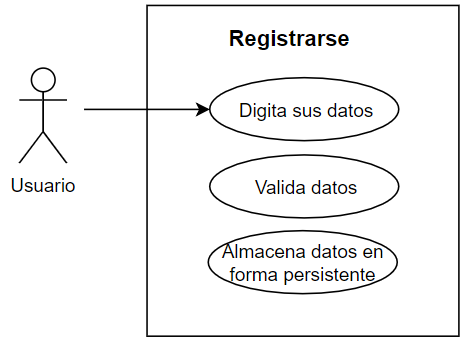 Registrarse
Digita sus datos
Usuario
Valida datos
Almacena datos en
forma persistente